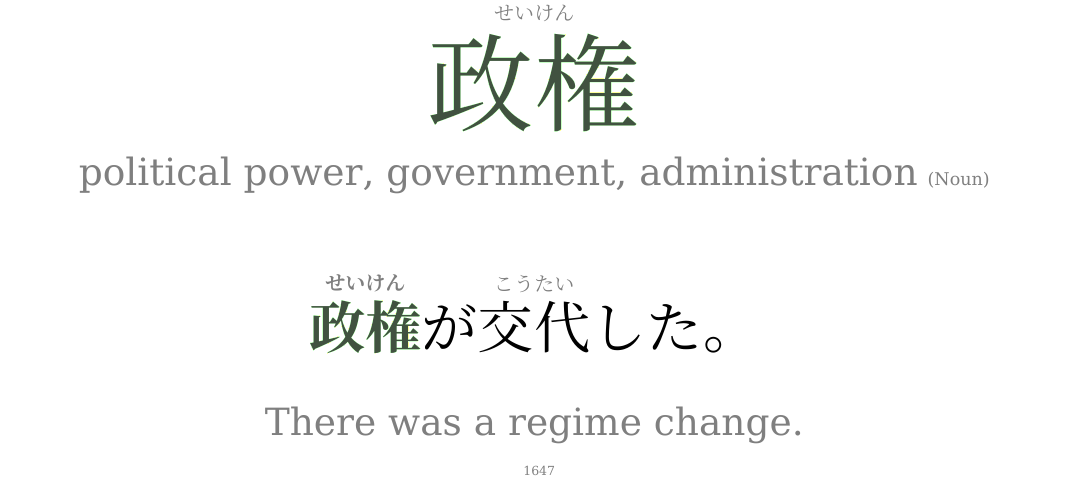 せいけん
政権
political power, government, administration (Noun)
せいけん こうたい
政権が交代した。
There was a regime change.
1647